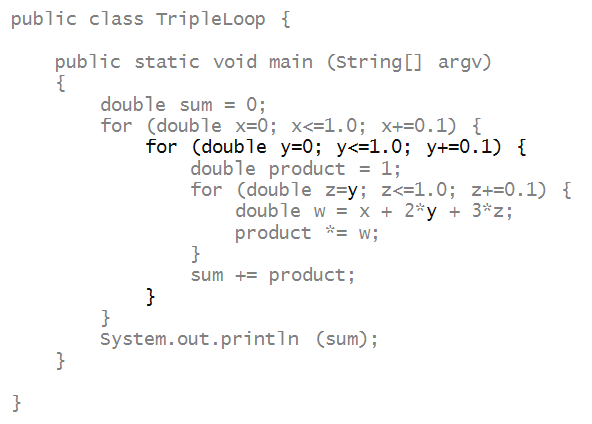 public class TripleLoop {
    public static void main (String[] argv)
    {
        double sum = 0;
        for (double x=0; x<=1.0; x+=0.1) {
            for (double y=0; y<=1.0; y+=0.1) {
                double product = 1;
                for (double z=y; z<=1.0; z+=0.1) {
                    double w = x + 2*y + 3*z;
                    product *= w;
                }
                sum += product;
            }
        }
        System.out.println (sum);
    }
}